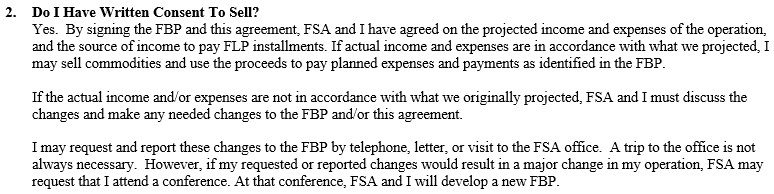 2. Do I Have Written Consent To Sell?
Yes. By signing the FBP and this agreement, FSA and I have agreed on the projected income and expenses of the operation,
and the source of income to pay FLP installments. If actual income and expenses are in accordance with what we projected, I
may sell commodities and use the proceeds to pay planned expenses and payments as identified in the FBP.
If the actual income and/or expenses are not in accordance with what we originally projected, FSA and I must discuss the
changes and make any needed changes to the FBP and/or this agreement.
I may request and report these changes to the FBP by telephone, letter, or visit to the FSA office. A trip to the office is not
always necessary. However, if my requested or reported changes would result in a major change in my operation, FSA may
request that I attend a conference. At that conference, FSA and I will develop a new FBP.